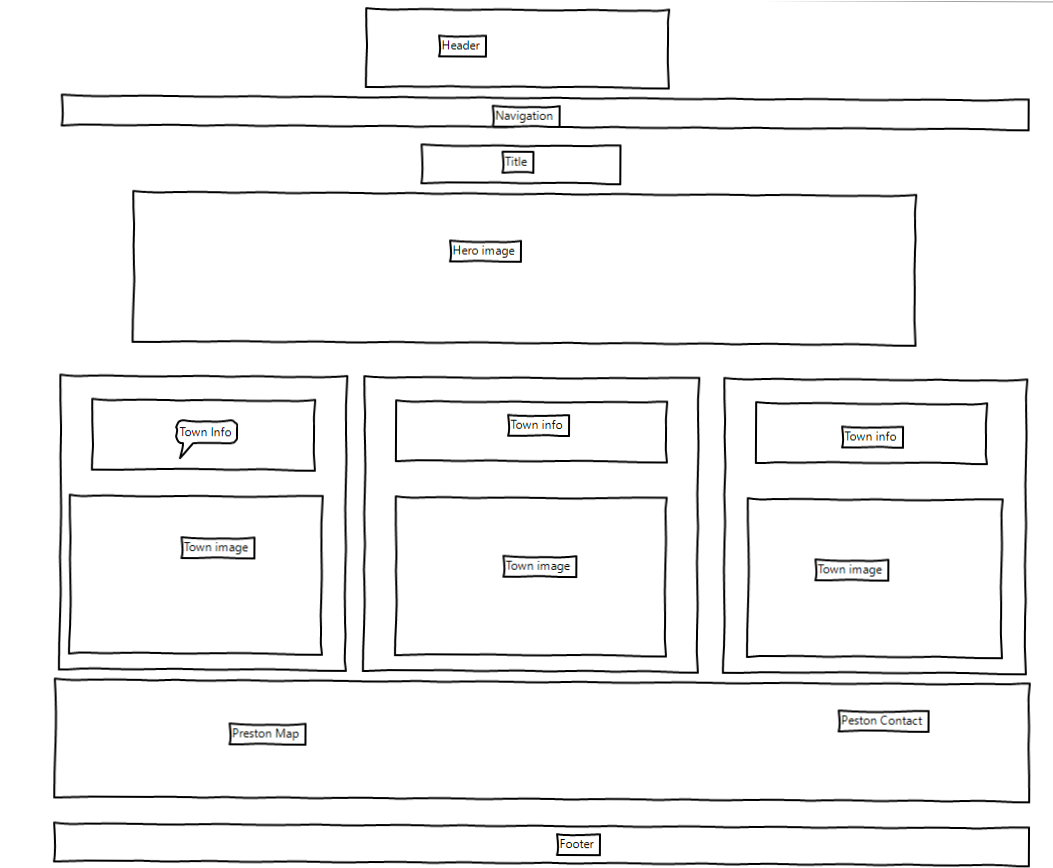 Header
Navigation
Title
Hero image
Town Info
Town info
Town info
Town image
Town image
Town image
Preston Map
Peston Contact
Footer